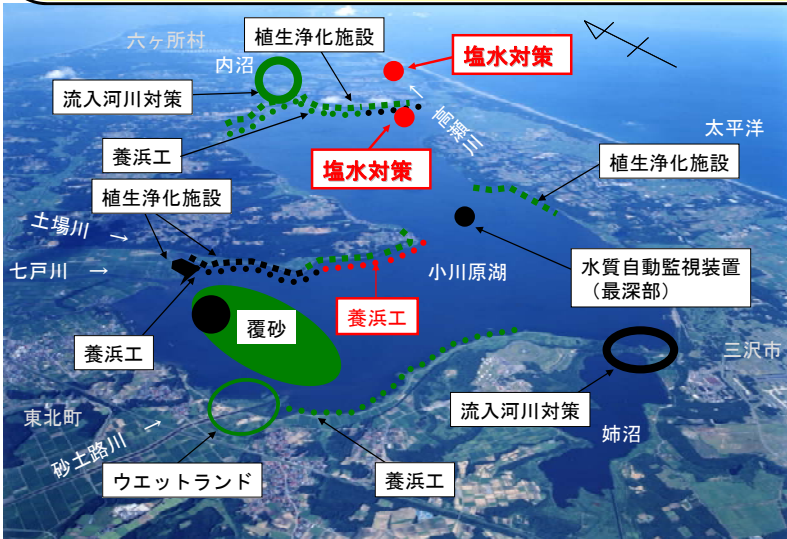 六ヶ所村
内沼
植生浄化施設
塩水対策
流入河川対策
↑
高瀬川
太平洋
養浜工
塩水対策
植生浄化施設
植生浄化施設
土場川 →
七戸川 →
小川原湖
水質自動監視装置
(最深部)
養浜工
覆砂
養浜工
三沢市
流入河川対策
東北町
姉沼
砂土路川 →
ウエットランド
養浜工